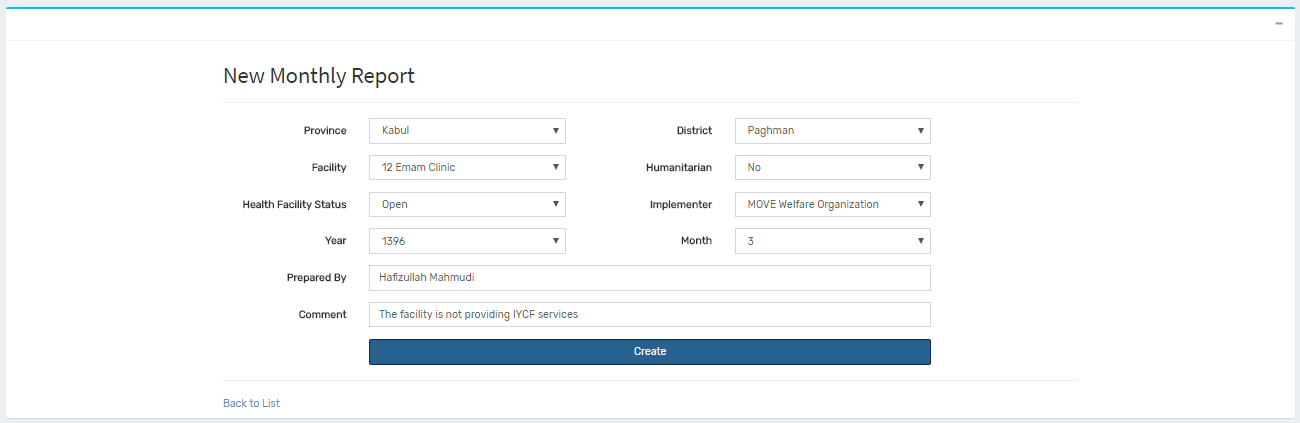 New Monthly Report
Province Kabul District Paghman
Facility 12 Emam Clinic Humanitarian No
Health Facility Status Open Implementer MOVE Welfare Organization
Year 1396 Month 3
Prepared By Hafizullah Mahmudi
Comment The facility is not providing IYCF services
Create
Back to List